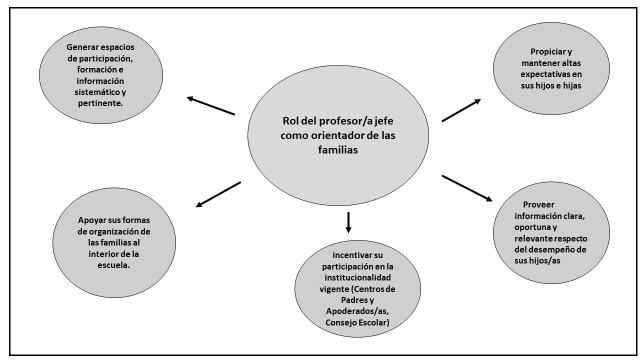 Generar espacios
de participación,
formación e
información
sistemático y
pertinente.
Propiciar y
mantener altas
expectativas en
sus hijos e hijas
Rol del profesor/a jefe
como orientador de las
familias
Apoyar sus formas
de organización de
las familias al
interior de la
escuela.
incentivar su
participación en la
institucionalidad
vigente (Centros de
Padres y
Apoderados/as,
Consejo Escolar)
Proveer
información clara,
oportuna y
relevante respecto
del desempeño de
sus hijos/as